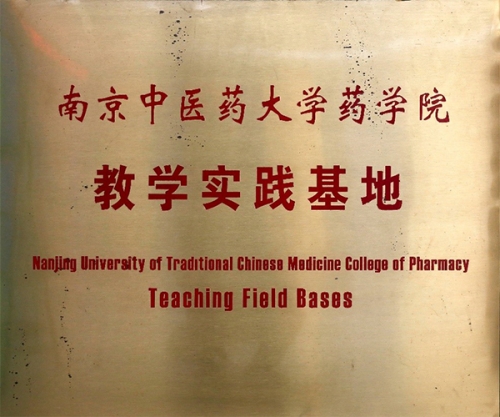 南京中医药大学药学院
教学实践基地
Nanjing University of Traditional Chinese Medicine College of Pharmacy
Teaching Field Bases